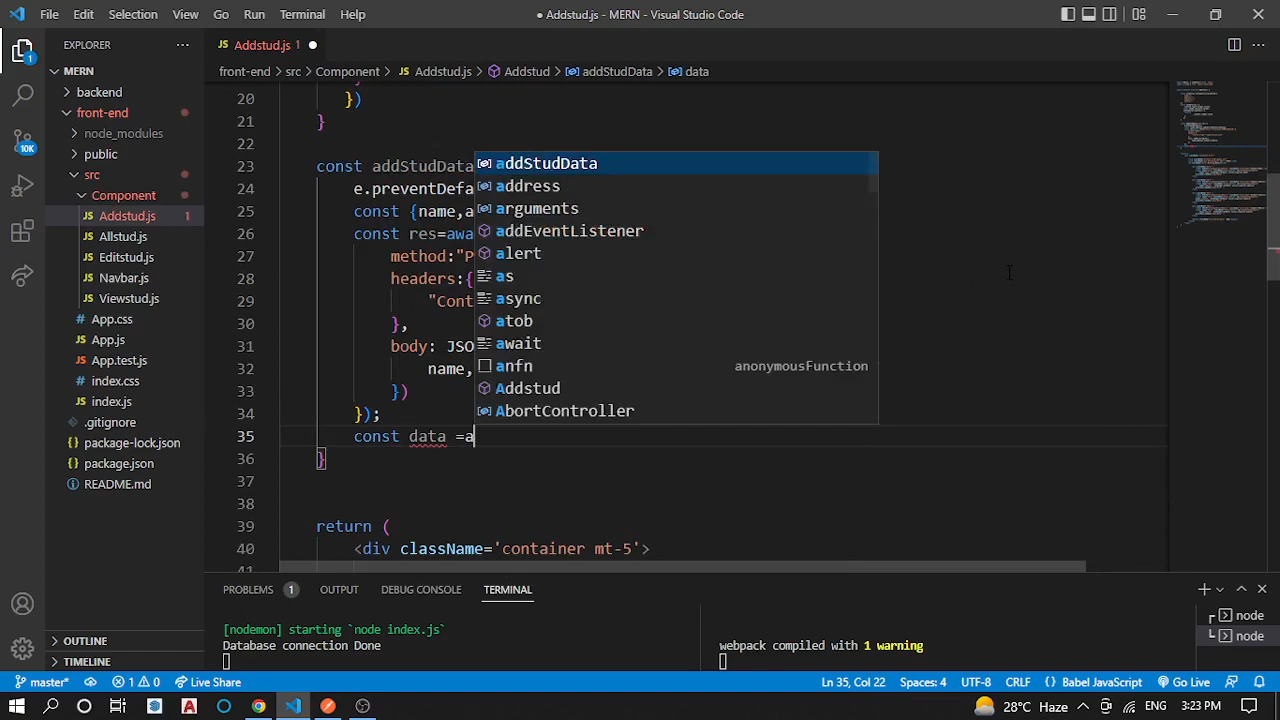 File Edit Selection View Go Run Terminal Help
● Addstud.js - MERN - Visual Studio Code
EXPLORER
MERN
backend
front-end
node_modules
public
src
Component
Addstud.js 1
Allstud.js
Editstud.js
Navbar.js
Viewstud.js
App.css
App.js
App.test.js
index.css
index.js
.gitignore
package-lock.json
package.json
README.md
OUTLINE
TIMELINE
1
10K
JS Addstud.js 1 ●
front-end > src > Component > JS Addstud.js > Addstud > addStudData > data
20 })
21 }
22
23 const addStudData
24 e.preventDefa
25 const {name,a
26 const res=awa
27 method:"P
28 headers:{
29 "Cont
30 },
31 body: JSO
32 name,
33 })
34 });
35 const data =a
36 }
37
38
39 return (
40 <div className='container mt-5'>
41
addStudData
address
arguments
addEventListener
alert
as
async
atob
await
anfn anonymousFunction
Addstud
AbortController
PROBLEMS 1 OUTPUT DEBUG CONSOLE TERMINAL
[nodemon] starting `node index.js`
Database connection Done
webpack compiled with 1 warning
node
node
master* 1 0 Live Share
Ln 35, Col 22 Spaces: 4 UTF-8 CRLF {} Babel JavaScript Go Live
28°C Haze ENG 3:23 PM